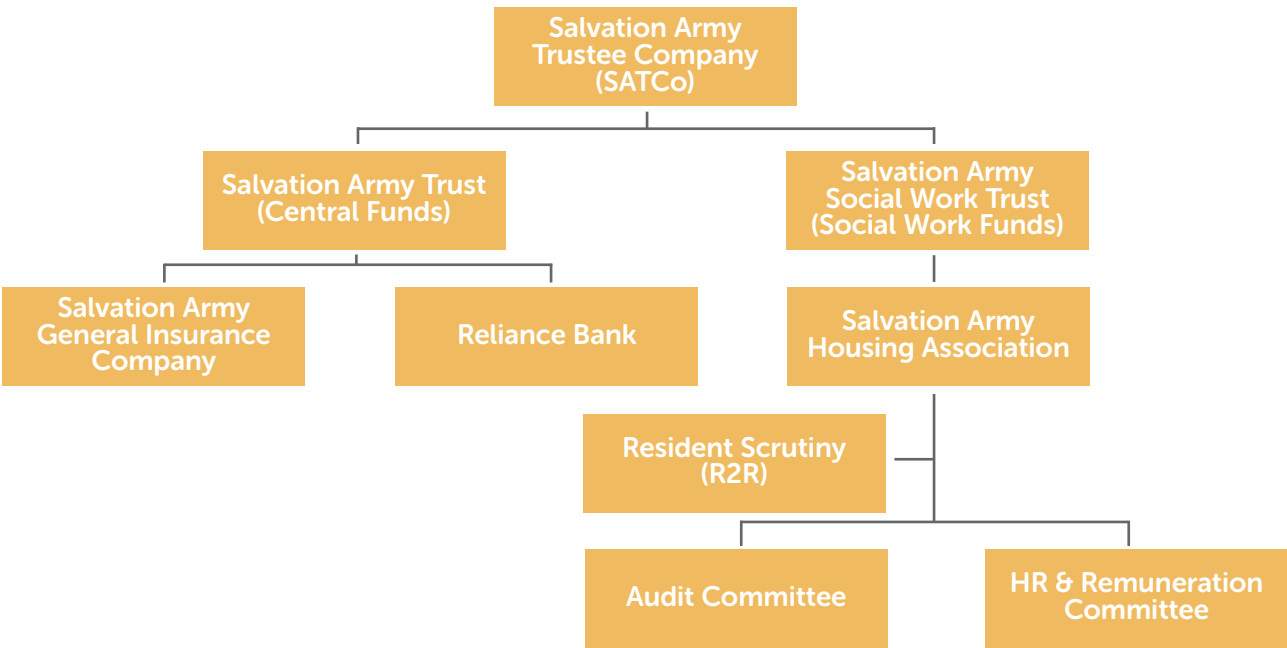 Salvation Army
Trustee Company
(SATCo)
Salvation Army Trust
(Central Funds)
Salvation Army
Social Work Trust
(Social Work Funds)
Salvation Army
General Insurance
Company
Reliance Bank
Salvation Army
Housing Association
Resident Scrutiny
(R2R)
Audit Committee
HR & Remuneration
Committee